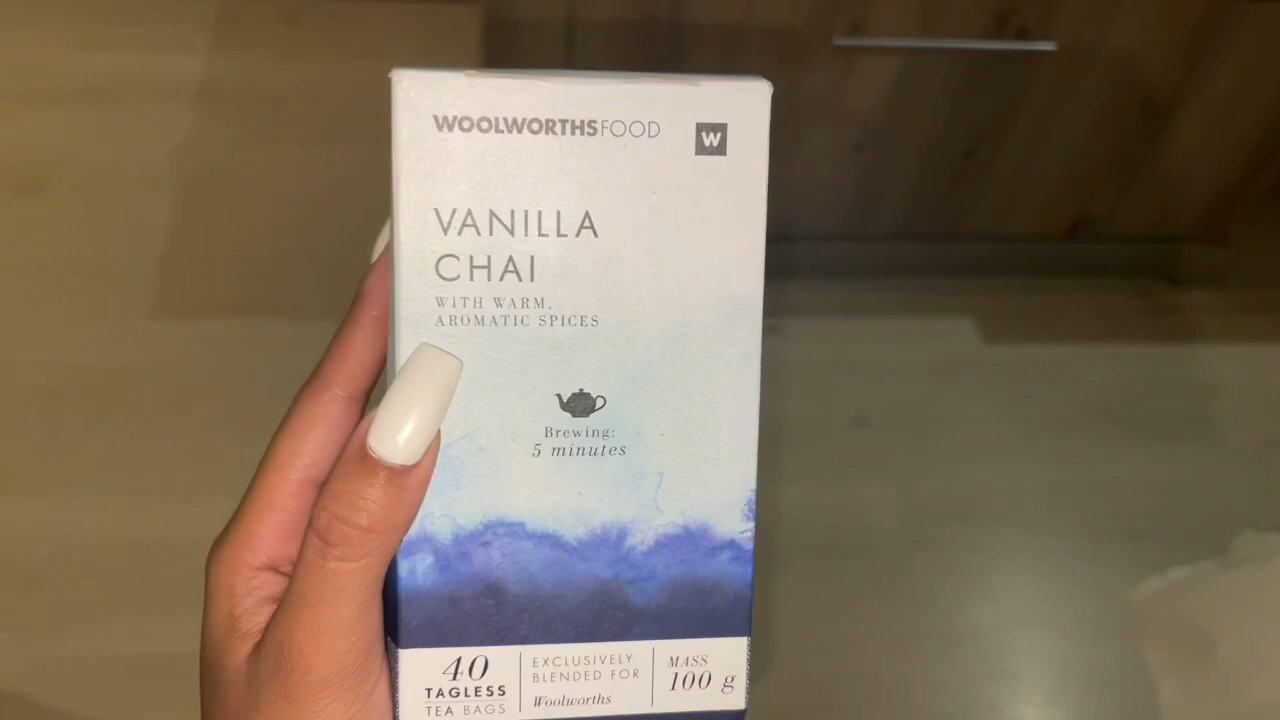 WOOLWORTHSFOOD
W
VANILLA
CHAI
WITH WARM,
AROMATIC SPICES
Brewing:
5 minutes
40
TAGLESS
TEA BAGS
EXCLUSIVELY
BLENDED FOR
Woolworths
MASS
100 g